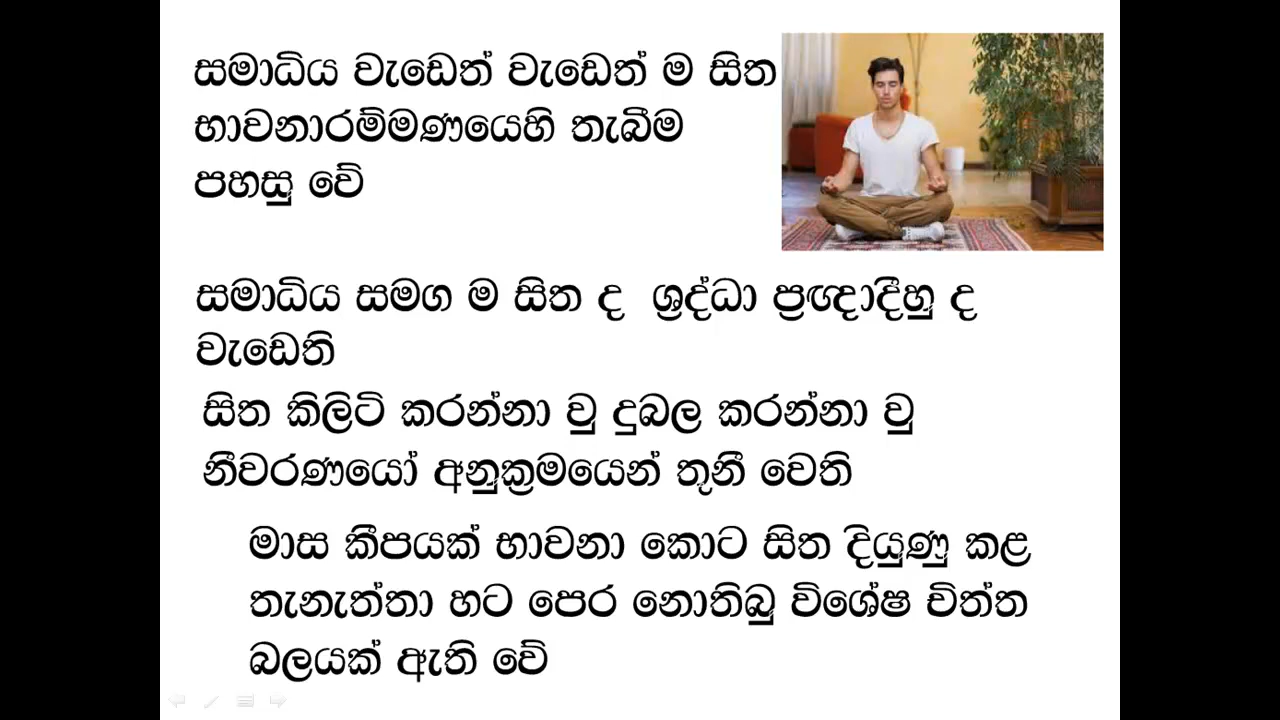 සමාධිය වැඩෙත් වැඩෙත් ම සිත
භාවනාරම්මණයෙහි තැබීම
පහසු වේ
සමාධිය සමග ම සිත ද ශ්‍රද්ධා ප්‍රඥාදීහු ද
වැඩෙති
සිත කිලිටි කරන්නා වු දුබල කරන්නා වු
නීවරණයෝ අනුක්‍රමයෙන් තුනී වෙති
මාස කීපයක් භාවනා කොට සිත දියුණු කළ
තැනැත්තා හට පෙර නොතිබු විශේෂ චිත්ත
බලයක් ඇති වේ